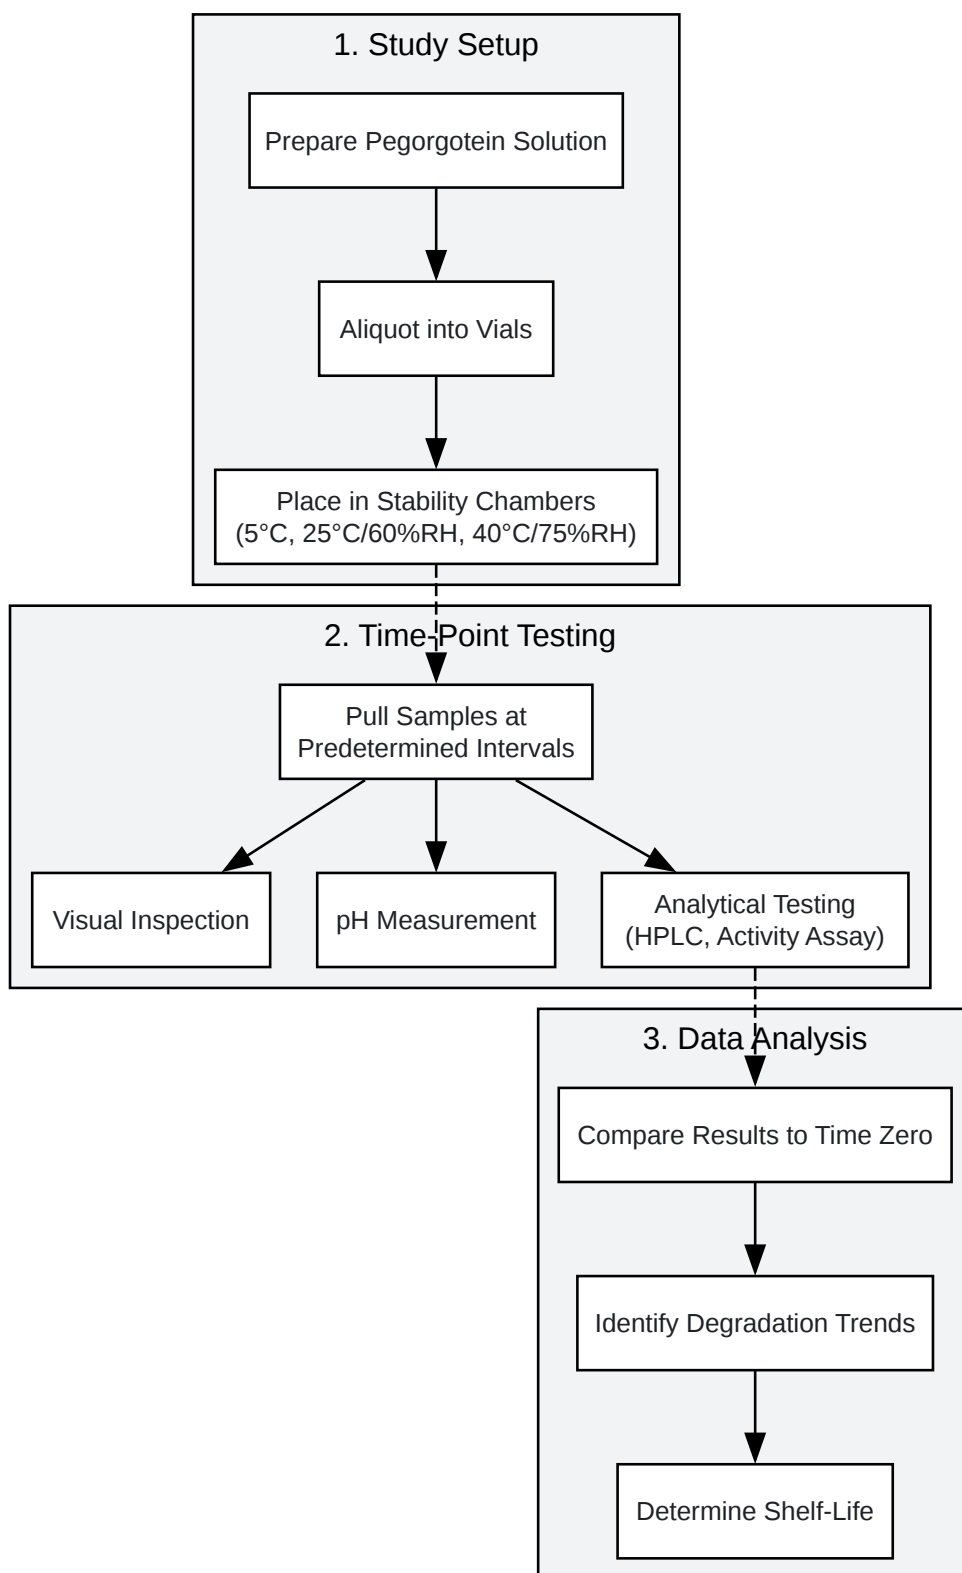 1. Study Setup
Prepare Pegorgotein Solution
Aliquot into Vials
Place in Stability Chambers
(5°C, 25°C/60%RH, 40°C/75%RH)
2. Time-Point Testing
Pull Samples at
Predetermined Intervals
Visual Inspection
pH Measurement
Analytical Testing
(HPLC, Activity Assay)
3. Data Analysis
Compare Results to Time Zero
Identify Degradation Trends
Determine Shelf-Life